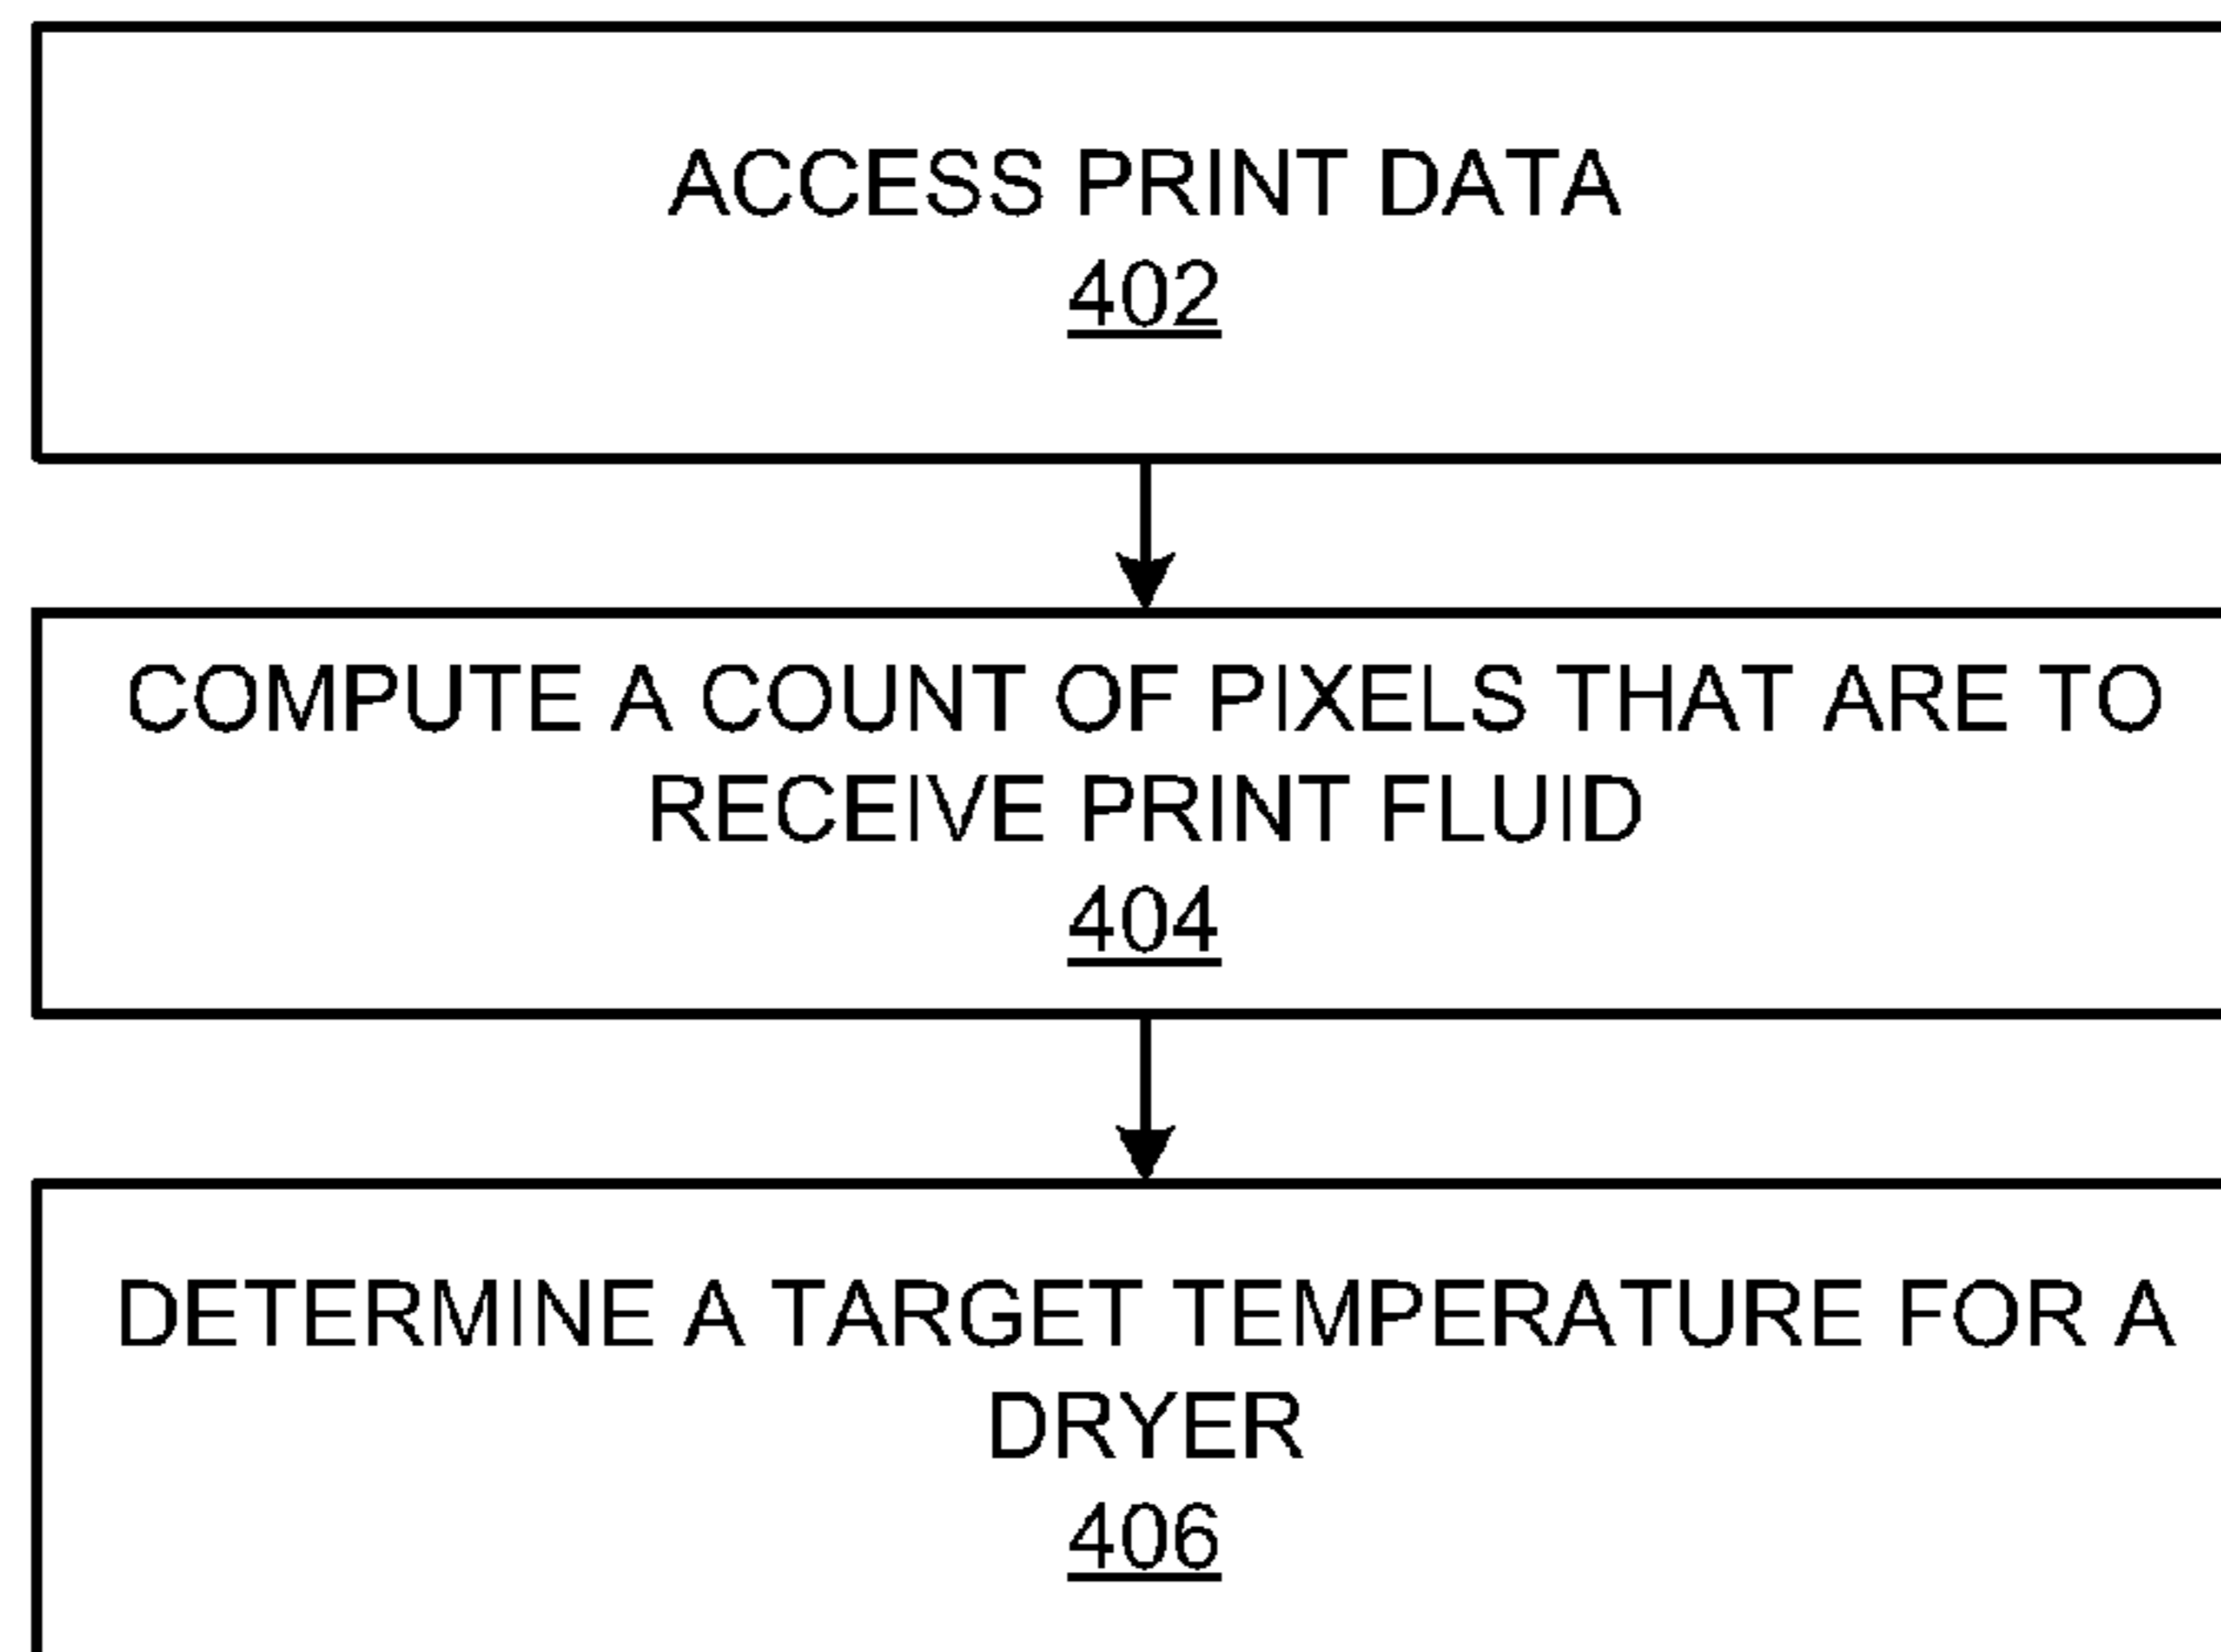 ACCESS PRINT DATA
402
COMPUTE A COUNT OF PIXELS THAT ARE TO
RECEIVE PRINT FLUID
404
DETERMINE A TARGET TEMPERATURE FOR A
DRYER
406